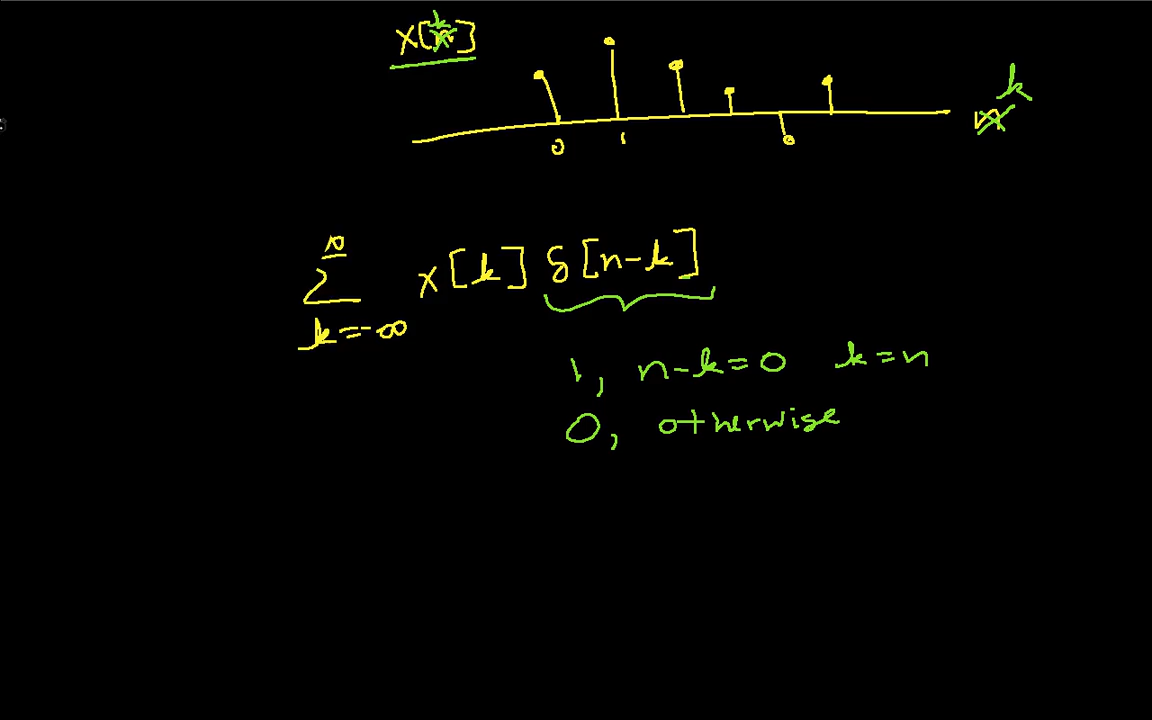 x[n̶] k
k
n̶
0 1
∞
∑ x[k] δ[n-k]
k=-∞
1, n-k=0 k=n
0, otherwise